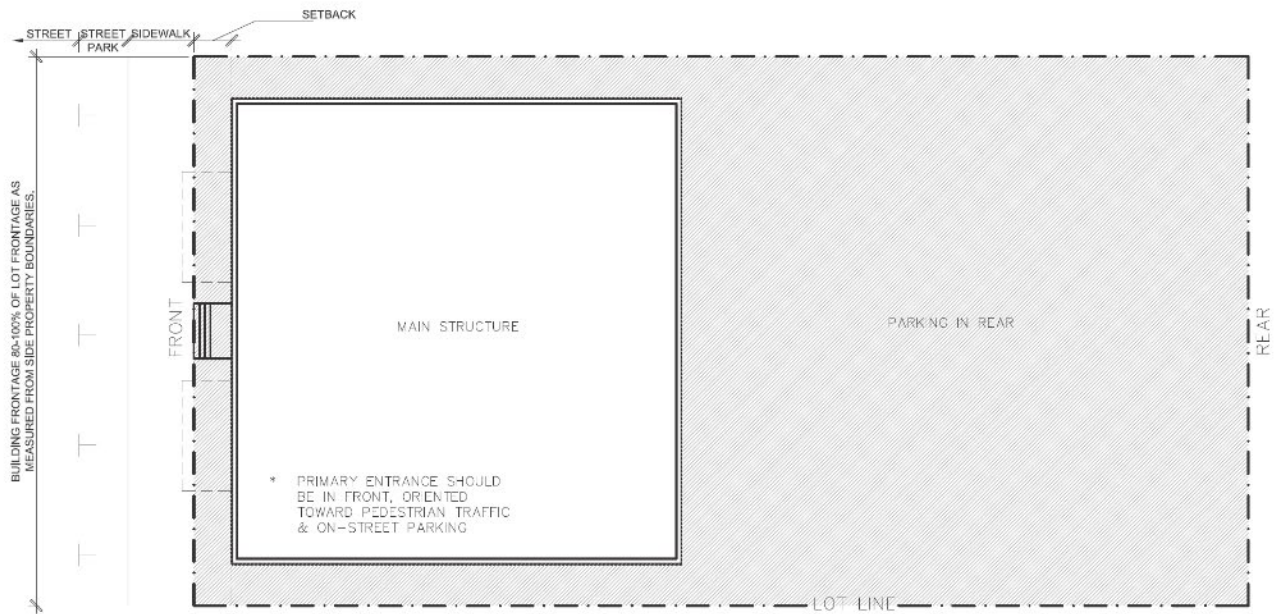 SETBACK
STREET
STREET
PARK
SIDEWALK
BUILDING FRONTAGE 80-100% OF LOT FRONTAGE AS
MEASURED FROM SIDE PROPERTY BOUNDARIES.
FRONT
MAIN STRUCTURE
PARKING IN REAR
REAR
* PRIMARY ENTRANCE SHOULD
BE IN FRONT, ORIENTED
TOWARD PEDESTRIAN TRAFFIC
& ON-STREET PARKING
LOT LINE